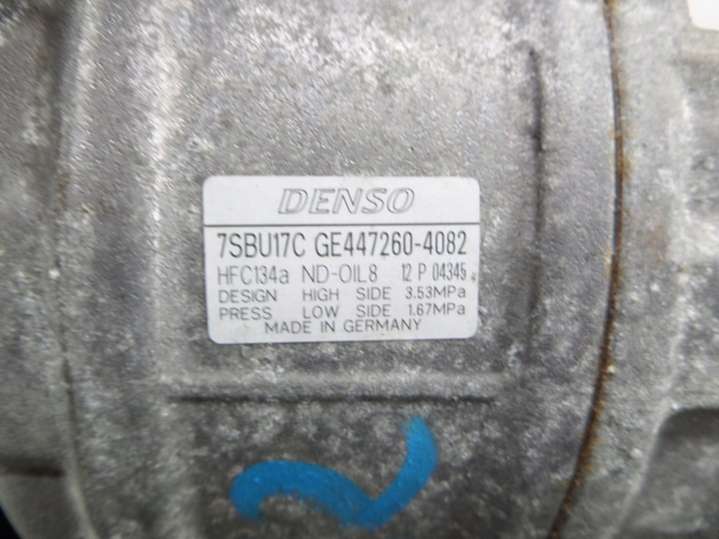 DENSO
7SBU17C GE447260-4082
HFC134a ND-OIL8 12 P 04345
DESIGN HIGH SIDE 3.53MPa
PRESS LOW SIDE 1.67MPa
MADE IN GERMANY